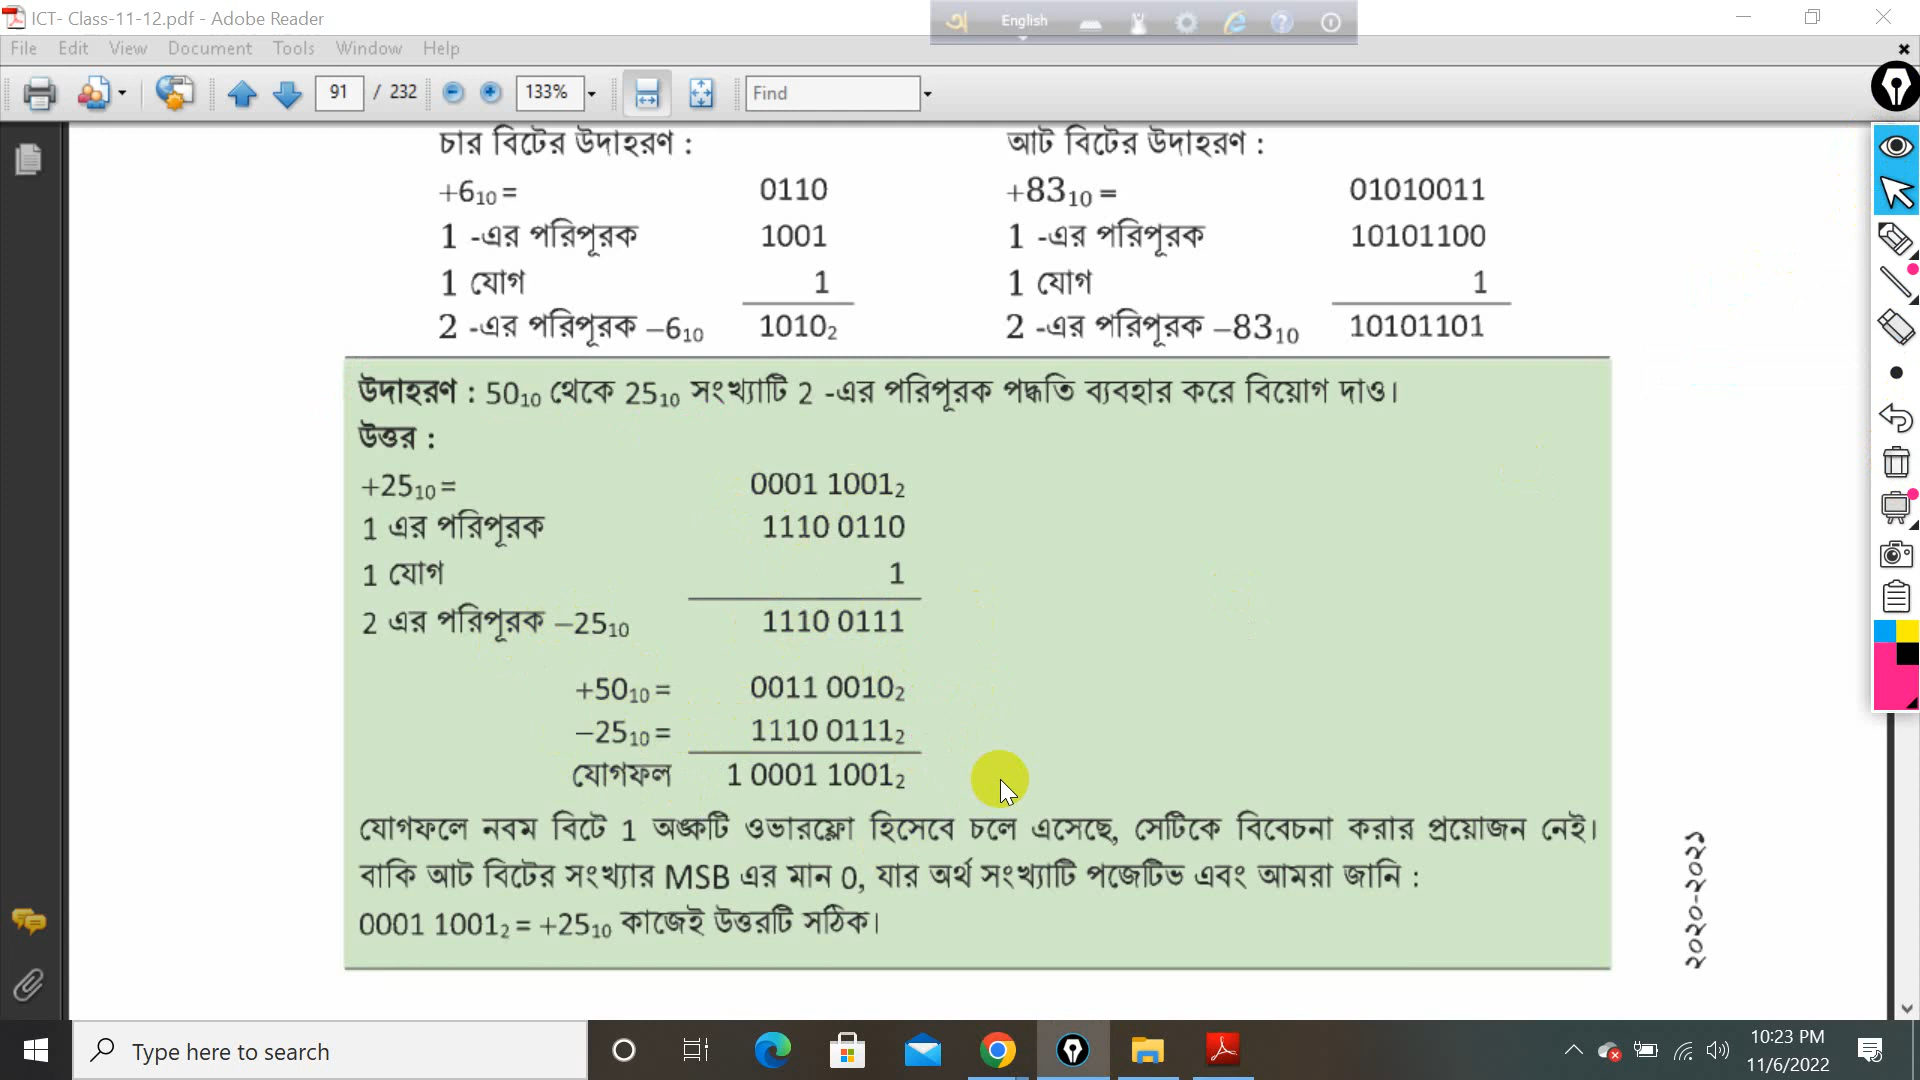 ICT- Class-11-12.pdf - Adobe Reader
English
File Edit View Document Tools Window Help
91 / 232 133% Find
চার বিটের উদাহরণ : আট বিটের উদাহরণ :
+6₁₀ = 0110 +83₁₀ = 01010011
1 -এর পরিপূরক 1001 1 -এর পরিপূরক 10101100
1 যোগ 1 1 যোগ 1
2 -এর পরিপূরক –6₁₀ 1010₂ 2 -এর পরিপূরক –83₁₀ 10101101
উদাহরণ : 50₁₀ থেকে 25₁₀ সংখ্যাটি 2 -এর পরিপূরক পদ্ধতি ব্যবহার করে বিয়োগ দাও।
উত্তর :
+25₁₀ = 0001 1001₂
1 এর পরিপূরক 1110 0110
1 যোগ 1
2 এর পরিপূরক –25₁₀ 1110 0111
+50₁₀ = 0011 0010₂
–25₁₀ = 1110 0111₂
যোগফল 1 0001 1001₂
যোগফলে নবম বিটে 1 অঙ্কটি ওভারফ্লো হিসেবে চলে এসেছে, সেটিকে বিবেচনা করার প্রয়োজন নেই।
বাকি আট বিটের সংখ্যার MSB এর মান 0, যার অর্থ সংখ্যাটি পজেটিভ এবং আমরা জানি :
0001 1001₂ = +25₁₀ কাজেই উত্তরটি সঠিক।
২০২০-২০২১
Type here to search
10:23 PM
11/6/2022